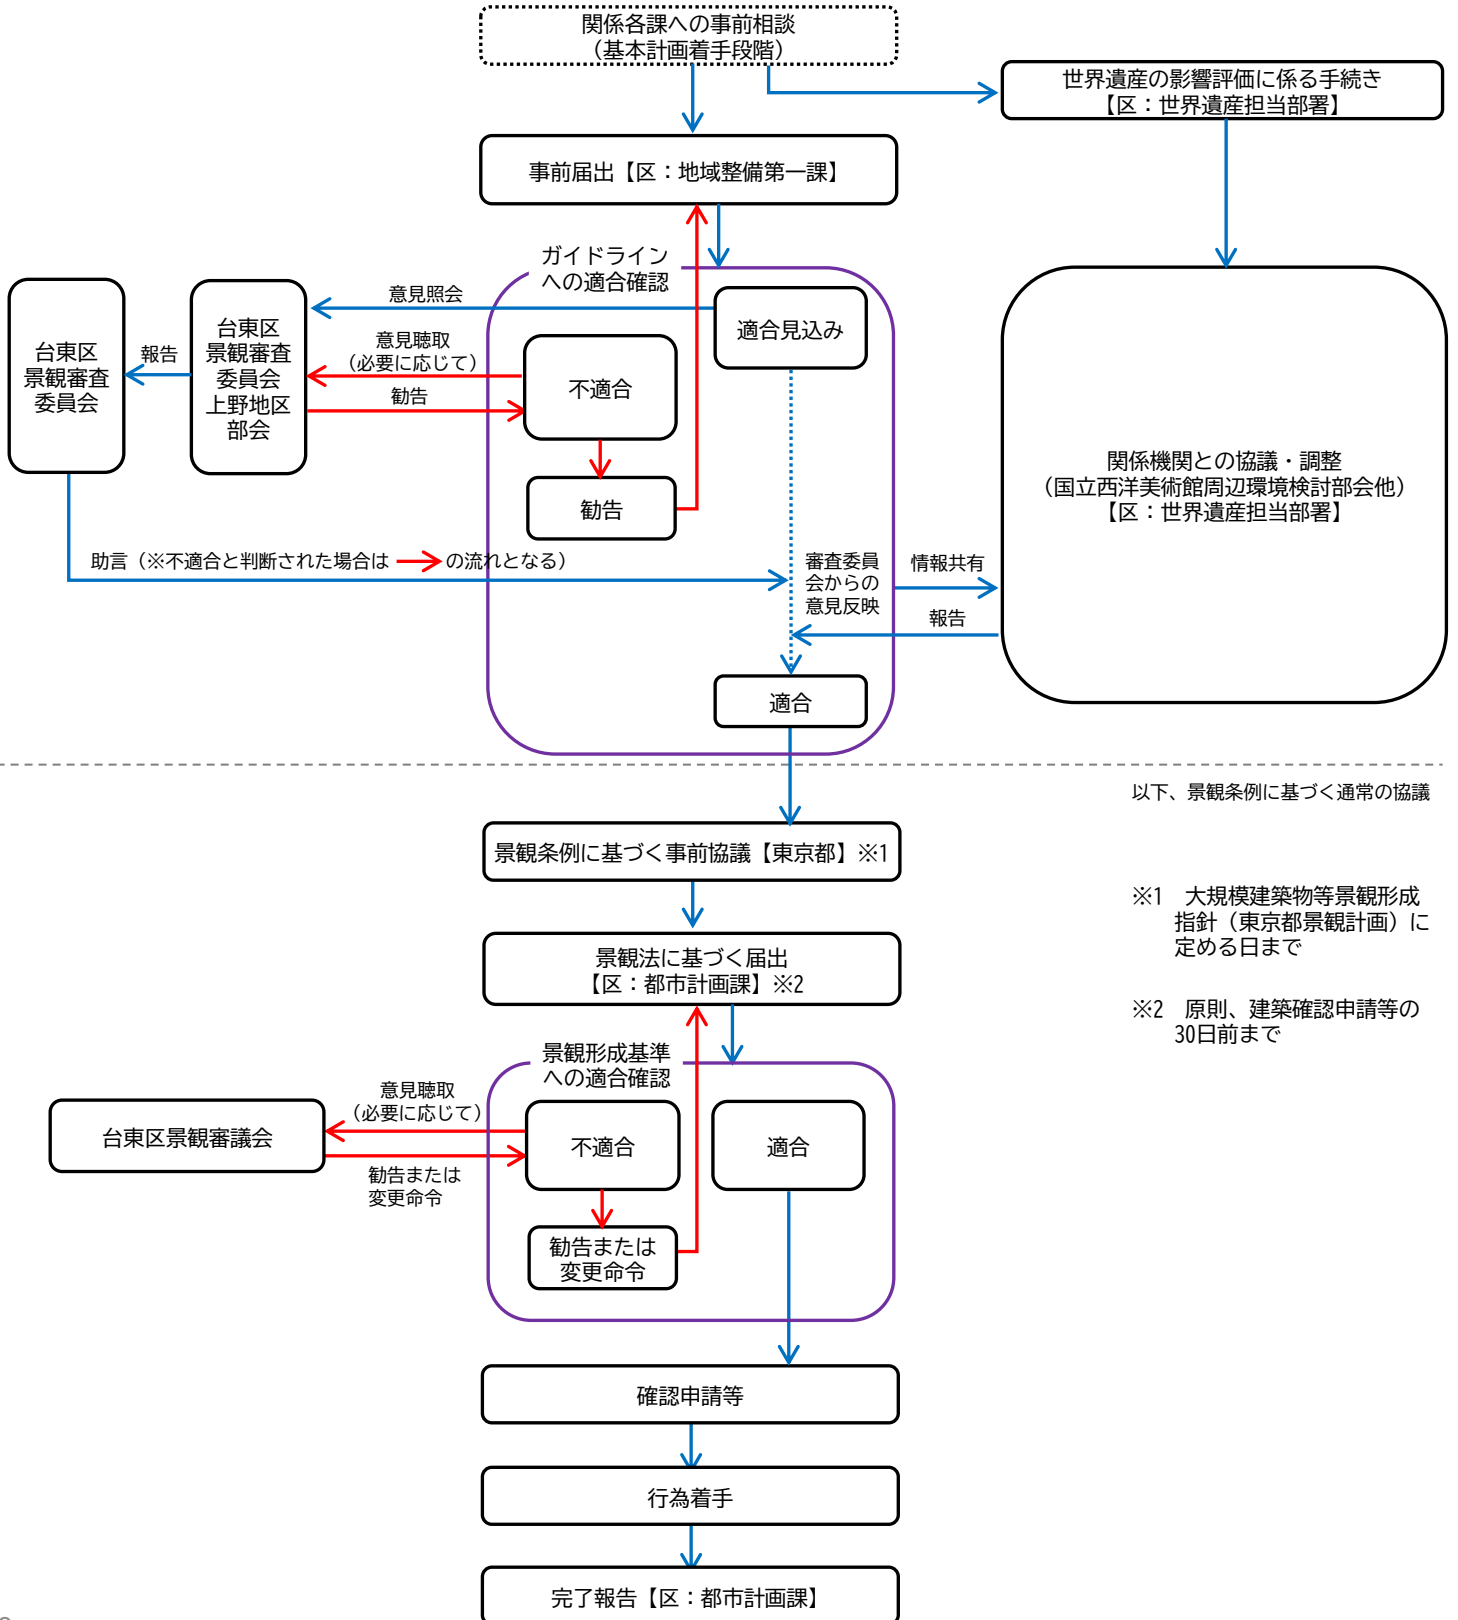 関係各課への事前相談
（基本計画着手段階）
世界遺産の影響評価に係る手続き
【区：世界遺産担当部署】
事前届出【区：地域整備第一課】
ガイドライン
への適合確認
意見照会
適合見込み
意見聴取
（必要に応じて）
不適合
勧告
勧告
台東区
景観審査
委員会
上野地区
部会
報告
台東区
景観審査
委員会
関係機関との協議・調整
（国立西洋美術館周辺環境検討部会他）
【区：世界遺産担当部署】
助言（※不適合と判断された場合は
の流れとなる）
審査委員
会からの
意見反映
情報共有
報告
適合
以下、景観条例に基づく通常の協議
景観条例に基づく事前協議【東京都】※1
※1　大規模建築物等景観形成
指針（東京都景観計画）に
定める日まで
景観法に基づく届出
【区：都市計画課】※2
※2　原則、建築確認申請等の
30日前まで
景観形成基準
への適合確認
意見聴取
（必要に応じて）
台東区景観審議会
不適合
適合
勧告または
変更命令
勧告または
変更命令
確認申請等
行為着手
完了報告【区：都市計画課】